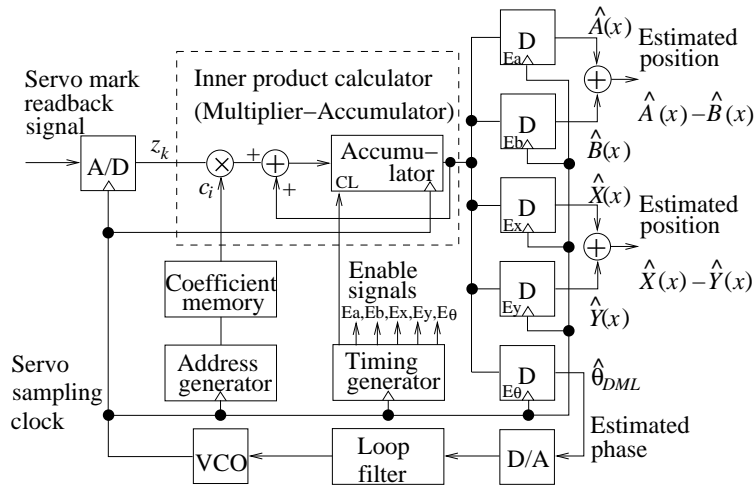 Servo mark
readback
signal
A/D
z_k
c_i
×
Inner product calculator
(Multiplier–Accumulator)
+
+
+
Accumu–
lator
CL
Coefficient
memory
Address
generator
Enable
signals
Ea,Eb,Ex,Ey,Eθ
Timing
generator
D
Ea
Â(x)
D
Eb
B̂(x)
+
Estimated
position
Â(x)–B̂(x)
D
Ex
X̂(x)
D
Ey
Ŷ(x)
+
Estimated
position
X̂(x)–Ŷ(x)
D
Eθ
θ̂_DML
Estimated
phase
Servo
sampling
clock
VCO
Loop
filter
D/A